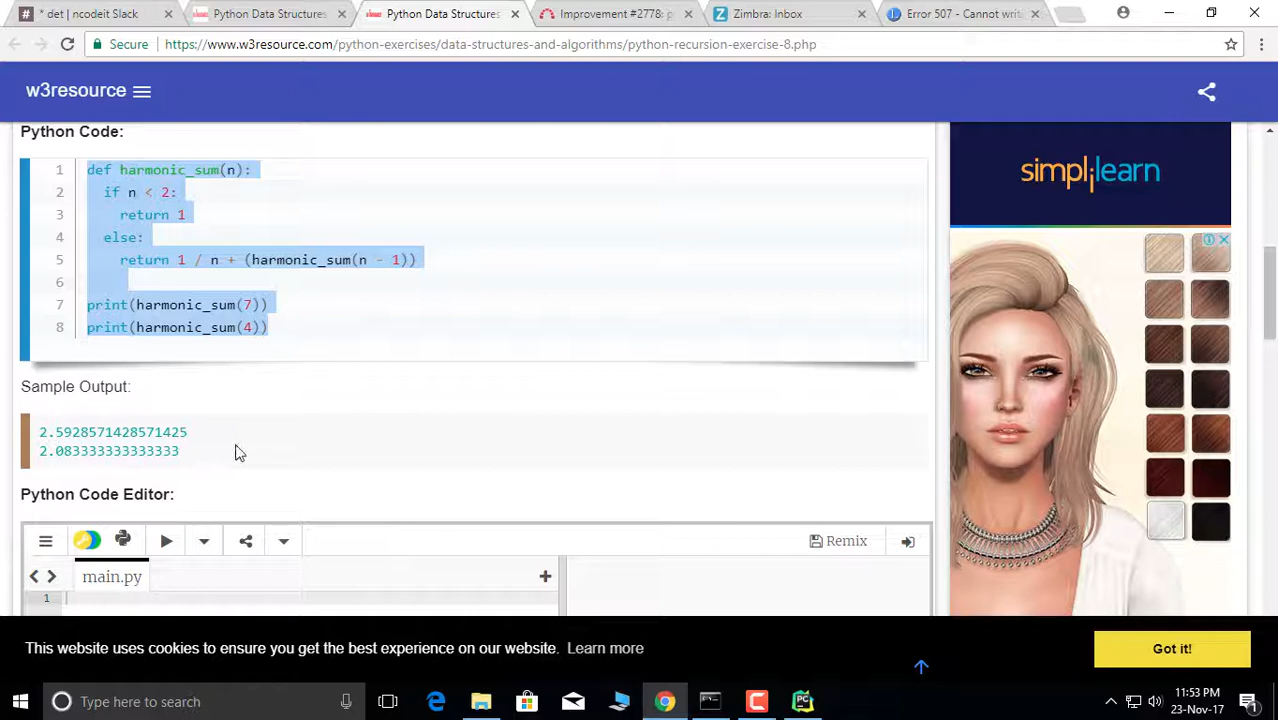 * det | ncodeit Slack
Python Data Structures
Python Data Structures
Improvement #2778: p
Zimbra: Inbox
Error 507 - Cannot writ
Secure
https://www.w3resource.com/python-exercises/data-structures-and-algorithms/python-recursion-exercise-8.php
w3resource
Python Code:
1 def harmonic_sum(n):
2 if n < 2:
3 return 1
4 else:
5 return 1 / n + (harmonic_sum(n - 1))
6
7 print(harmonic_sum(7))
8 print(harmonic_sum(4))
simplilearn
Sample Output:
2.5928571428571425
2.083333333333333
Python Code Editor:
Remix
main.py
1
This website uses cookies to ensure you get the best experience on our website. Learn more
Got it!
Type here to search
PC
11:53 PM
23-Nov-17
1